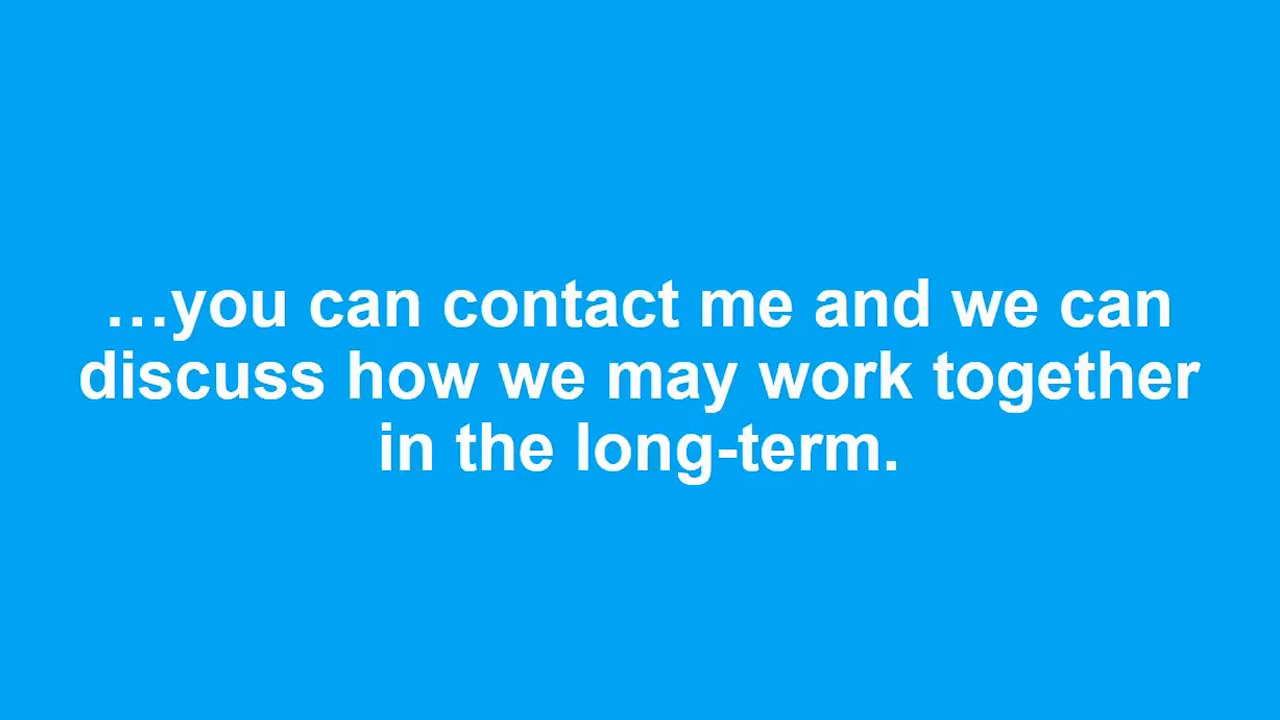 …you can contact me and we can
discuss how we may work together
in the long-term.